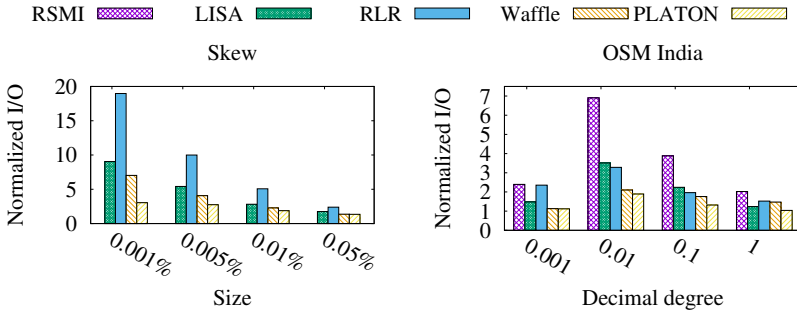 RSMI LISA RLR Waffle PLATON
Skew
Normalized I/O
20
15
10
5
0
0.001% 0.005% 0.01% 0.05%
Size
OSM India
Normalized I/O
7
6
5
4
3
2
1
0
0.001 0.01 0.1 1
Decimal degree